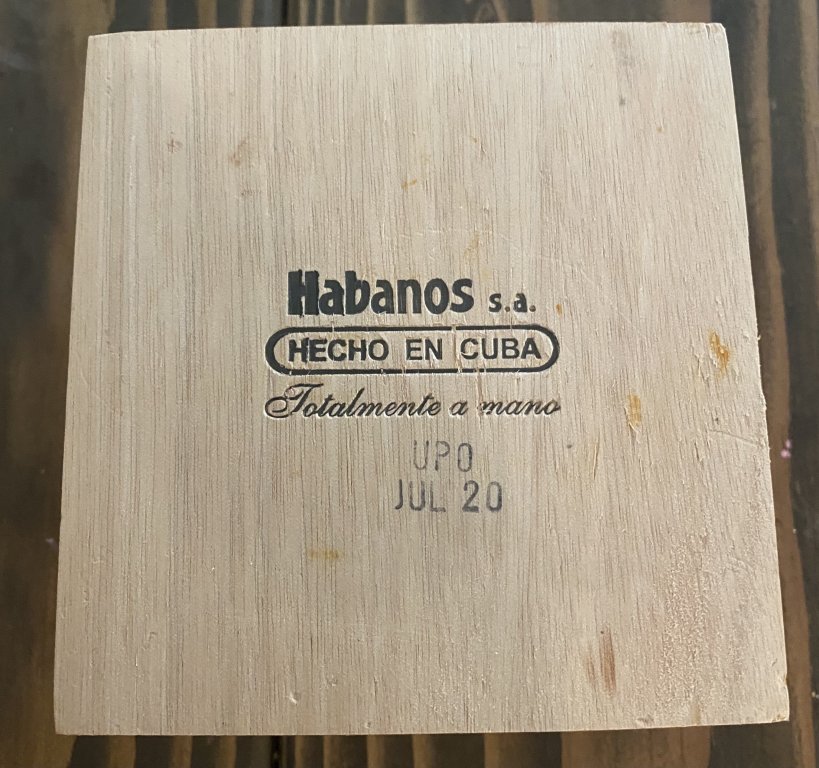 Habanos s.a.
HECHO EN CUBA
Totalmente a mano
UPO
JUL 20